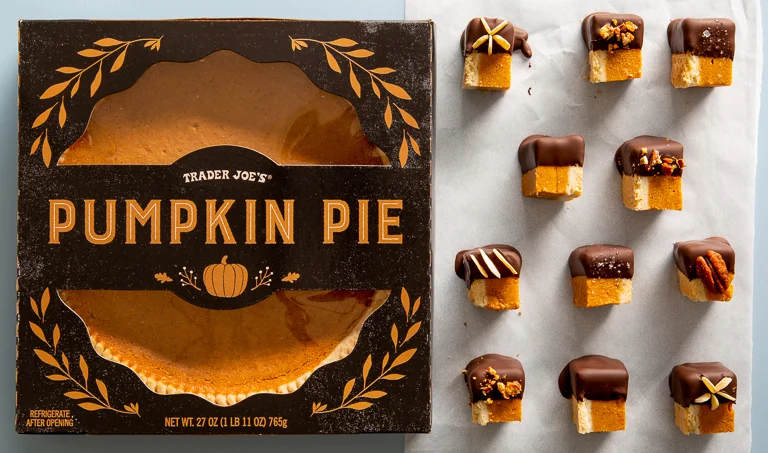 TRADER JOE'S®
PUMPKIN PIE
REFRIGERATE
AFTER OPENING
NET WT. 27 OZ (1 LB 11 OZ) 765g